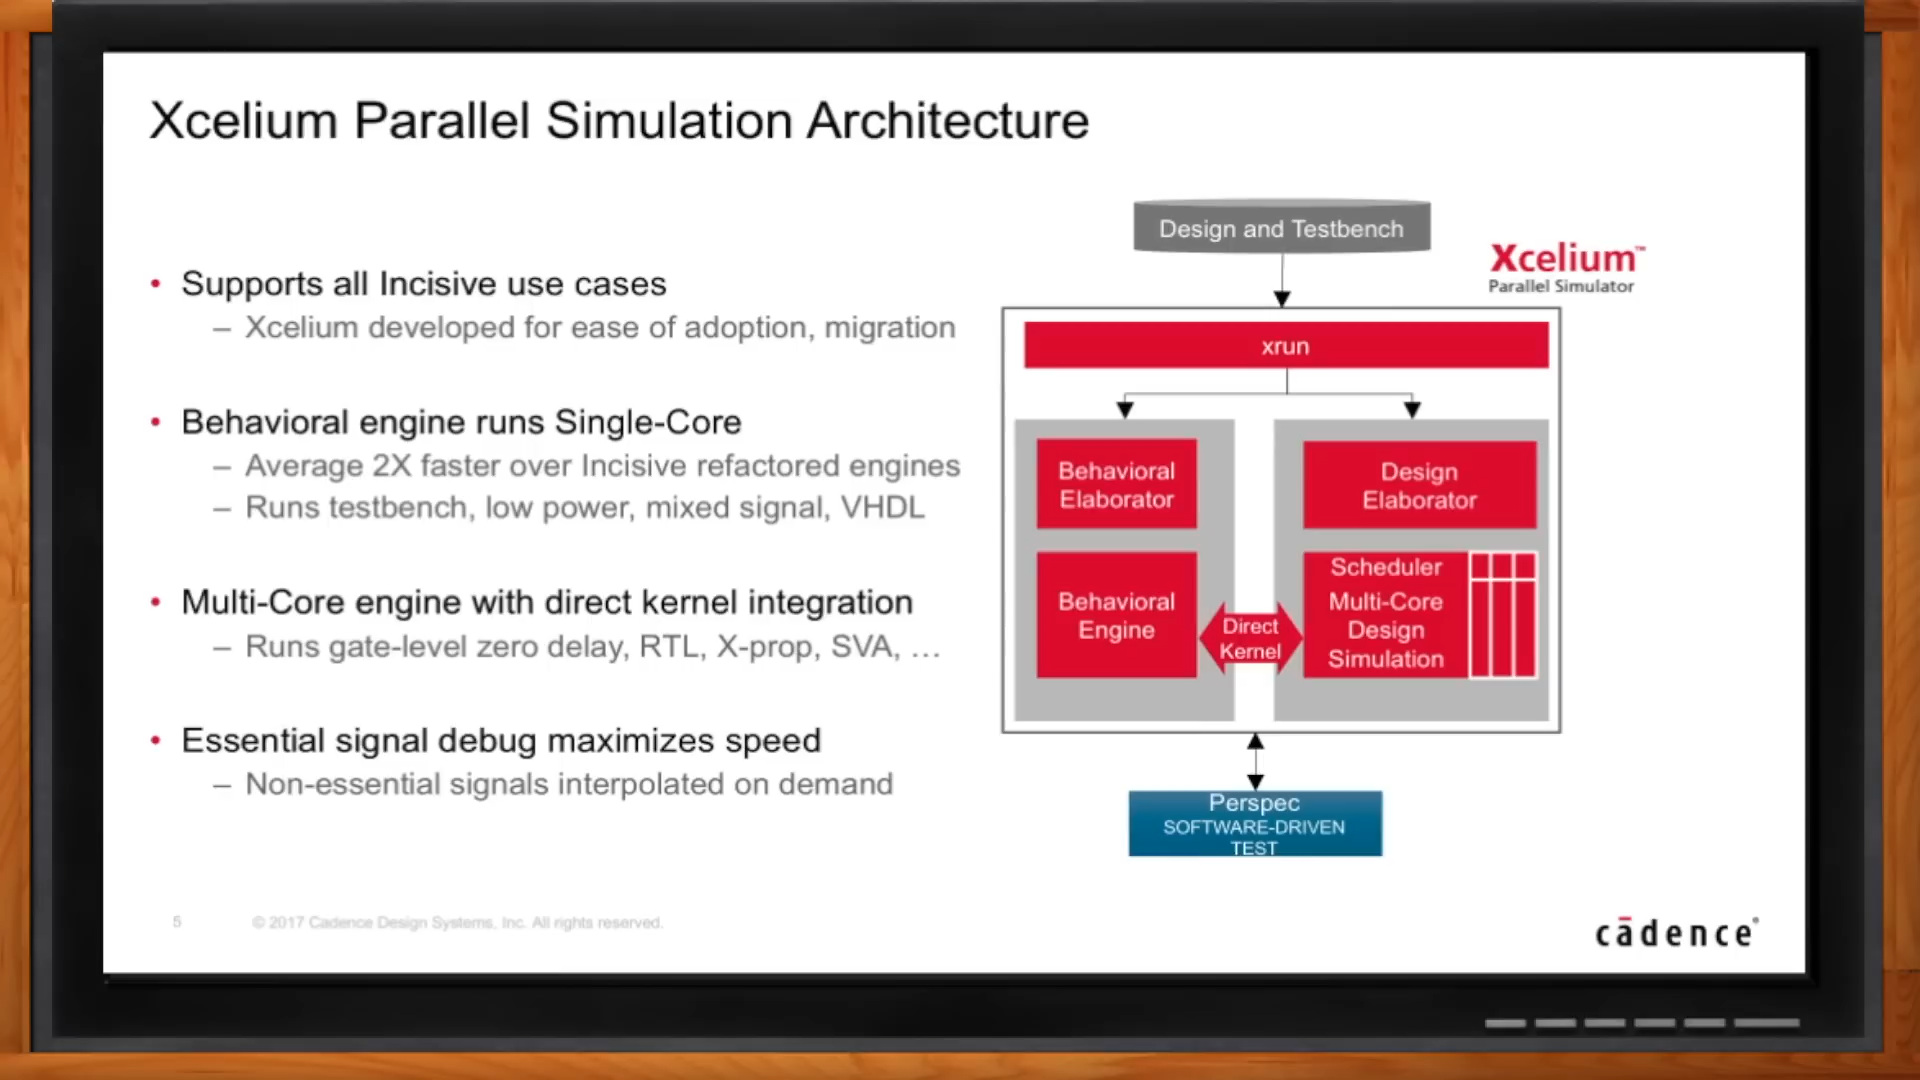 Xcelium Parallel Simulation Architecture
• Supports all Incisive use cases
– Xcelium developed for ease of adoption, migration
• Behavioral engine runs Single-Core
– Average 2X faster over Incisive refactored engines
– Runs testbench, low power, mixed signal, VHDL
• Multi-Core engine with direct kernel integration
– Runs gate-level zero delay, RTL, X-prop, SVA, …
• Essential signal debug maximizes speed
– Non-essential signals interpolated on demand
Design and Testbench
Xcelium™
Parallel Simulator
xrun
Behavioral
Elaborator
Design
Elaborator
Behavioral
Engine
Direct
Kernel
Scheduler
Multi-Core
Design
Simulation
Perspec
SOFTWARE-DRIVEN
TEST
5
© 2017 Cadence Design Systems, Inc. All rights reserved.
cādence®